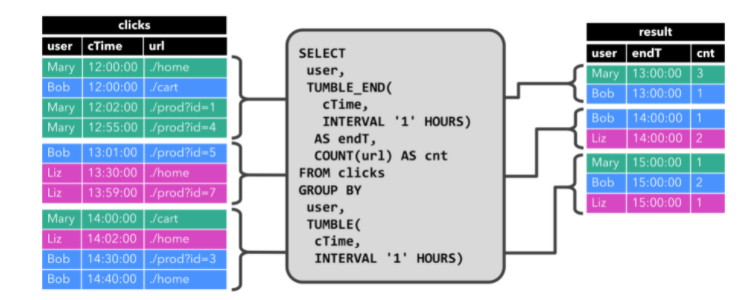 clicks
user cTime url
Mary 12:00:00 ./home
Bob 12:00:00 ./cart
Mary 12:02:00 ./prod?id=1
Mary 12:55:00 ./prod?id=4
Bob 13:01:00 ./prod?id=5
Liz 13:30:00 ./home
Liz 13:59:00 ./prod?id=7
Mary 14:00:00 ./cart
Liz 14:02:00 ./home
Bob 14:30:00 ./prod?id=3
Bob 14:40:00 ./home
SELECT
user,
TUMBLE_END(
cTime,
INTERVAL '1' HOURS)
AS endT,
COUNT(url) AS cnt
FROM clicks
GROUP BY
user,
TUMBLE(
cTime,
INTERVAL '1' HOURS)
result
user endT cnt
Mary 13:00:00 3
Bob 13:00:00 1
Bob 14:00:00 1
Liz 14:00:00 2
Mary 15:00:00 1
Bob 15:00:00 2
Liz 15:00:00 1